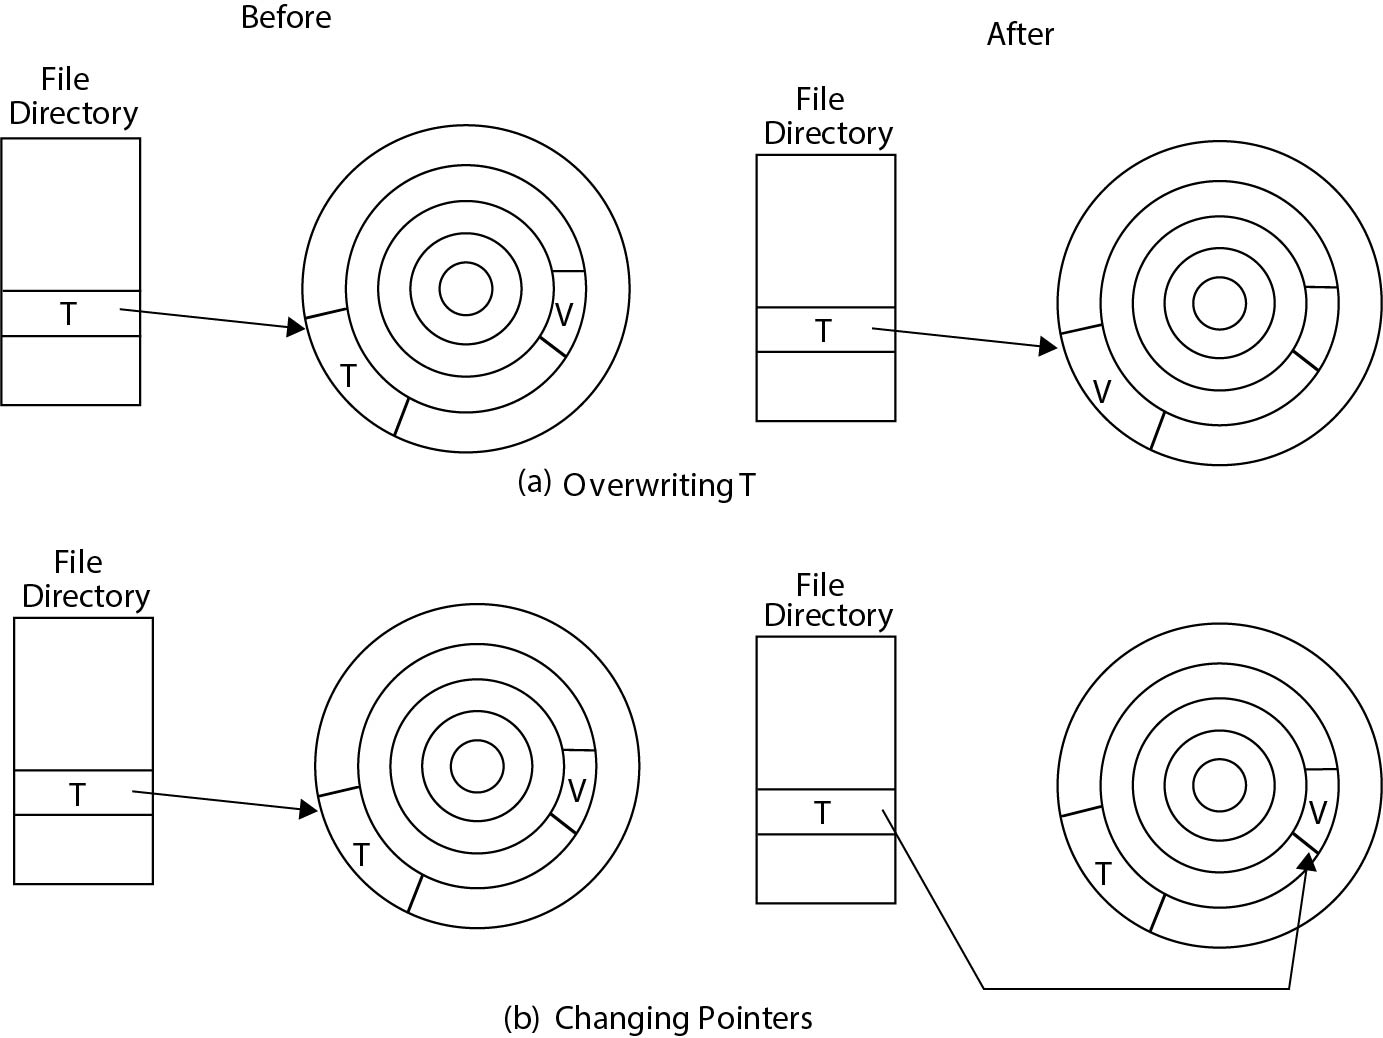 Before
After
File
Directory
T
T
V
File
Directory
T
V
(a) Overwriting T
File
Directory
T
T
V
File
Directory
T
T
V
(b) Changing Pointers